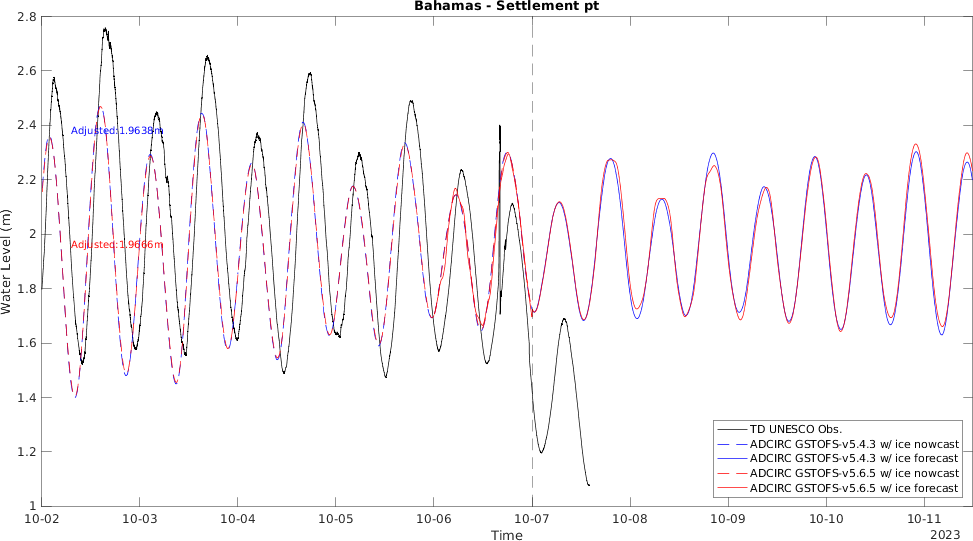 Bahamas - Settlement pt
2.8
2.6
2.4
2.2
2
1.8
1.6
1.4
1.2
1
Water Level (m)
Adjusted:1.9638m
Adjusted:1.9666m
TD UNESCO Obs.
ADCIRC GSTOFS-v5.4.3 w/ ice nowcast
ADCIRC GSTOFS-v5.4.3 w/ ice forecast
ADCIRC GSTOFS-v5.6.5 w/ ice nowcast
ADCIRC GSTOFS-v5.6.5 w/ ice forecast
10-02 10-03 10-04 10-05 10-06 10-07 10-08 10-09 10-10 10-11
Time
2023